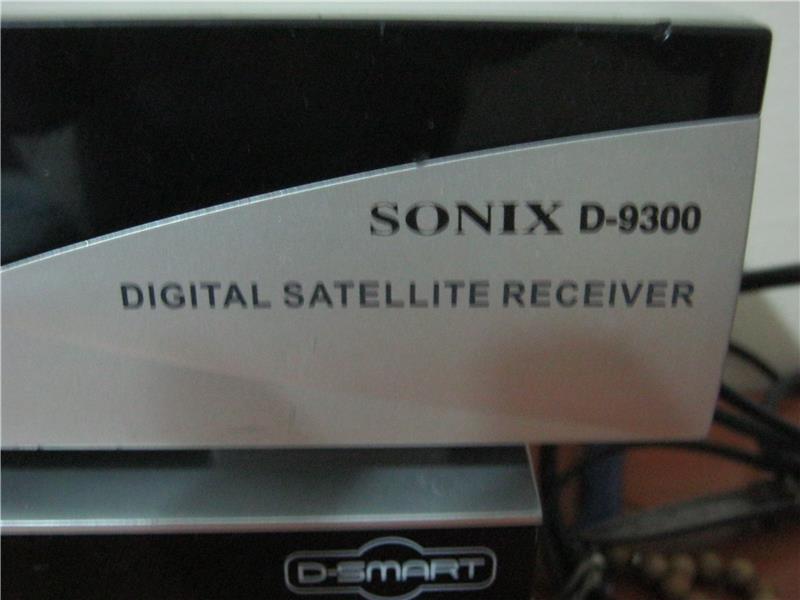 SONIX D-9300
DIGITAL SATELLITE RECEIVER
D-SMART